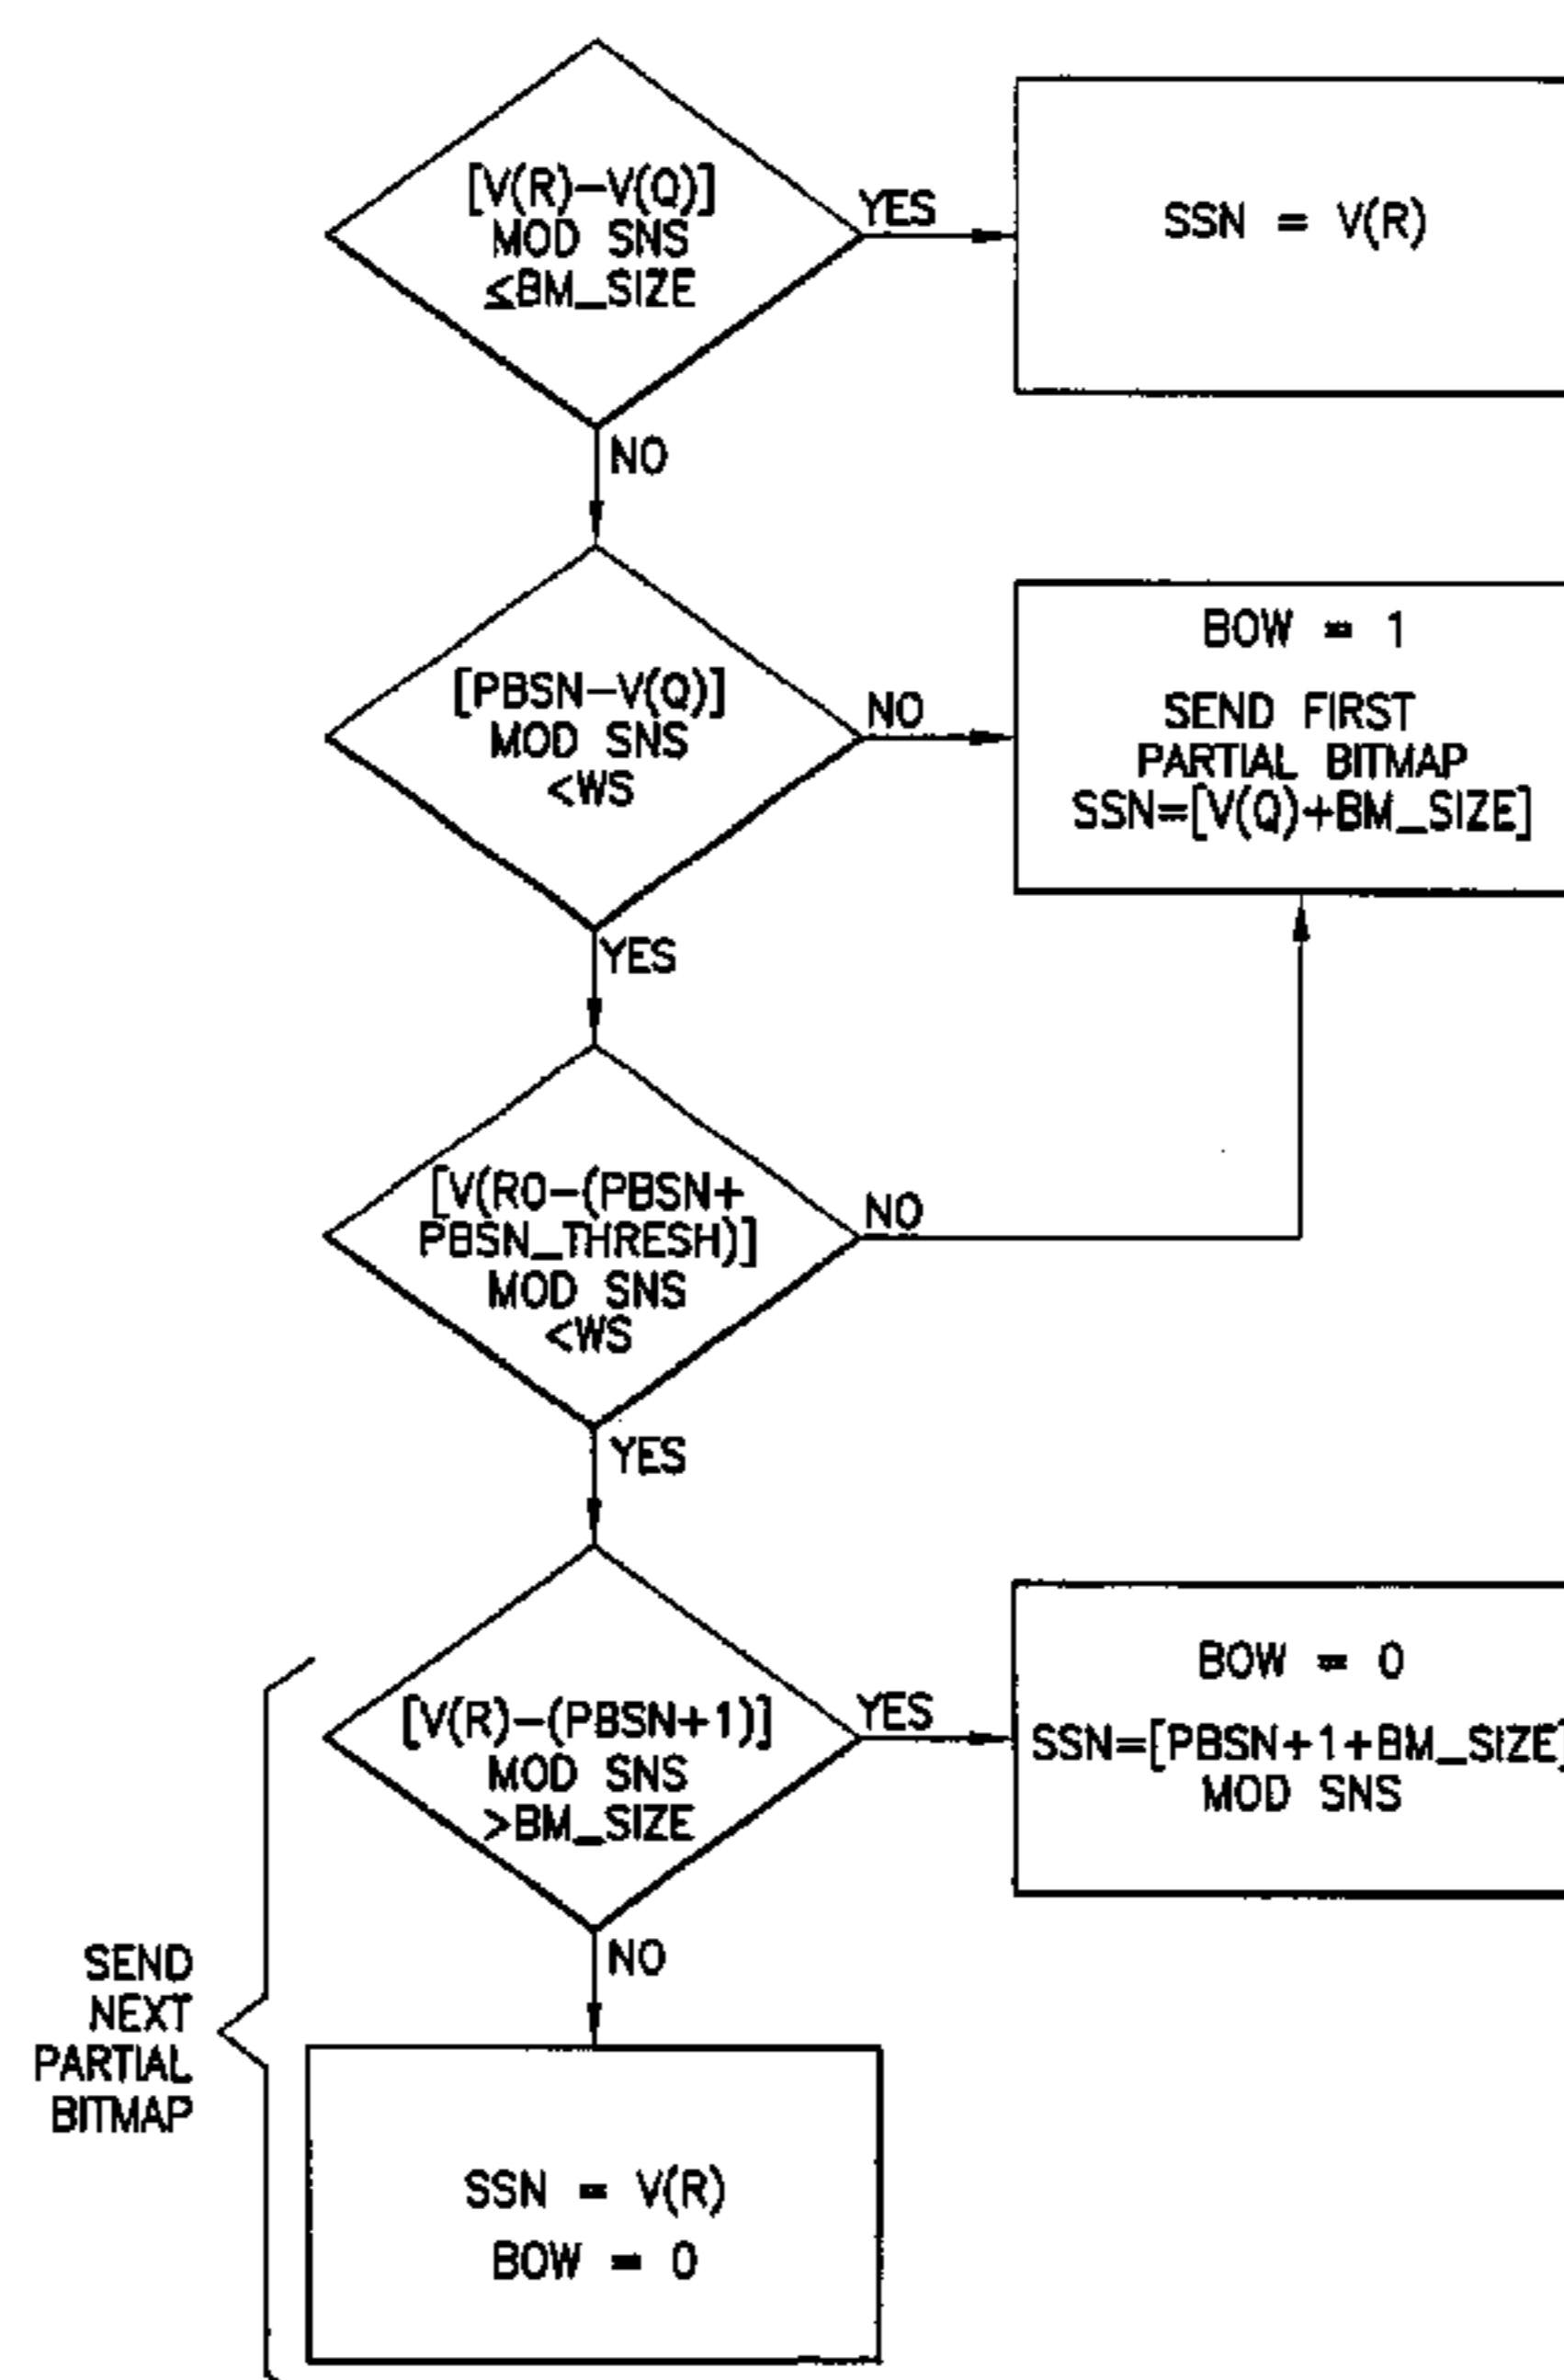 [V(R)-V(Q)]
MOD SNS
≤BM_SIZE
YES
SSN = V(R)
NO
[PBSN-V(Q)]
MOD SNS
<WS
NO
BOW = 1
SEND FIRST
PARTIAL BITMAP
SSN=[V(Q)+BM_SIZE]
YES
[V(RO-(PBSN+
PBSN_THRESH)]
MOD SNS
<WS
NO
YES
[V(R)-(PBSN+1)]
MOD SNS
>BM_SIZE
YES
BOW = 0
SSN=[PBSN+1+BM_SIZE]
MOD SNS
NO
SEND
NEXT
PARTIAL
BITMAP
SSN = V(R)
BOW = 0